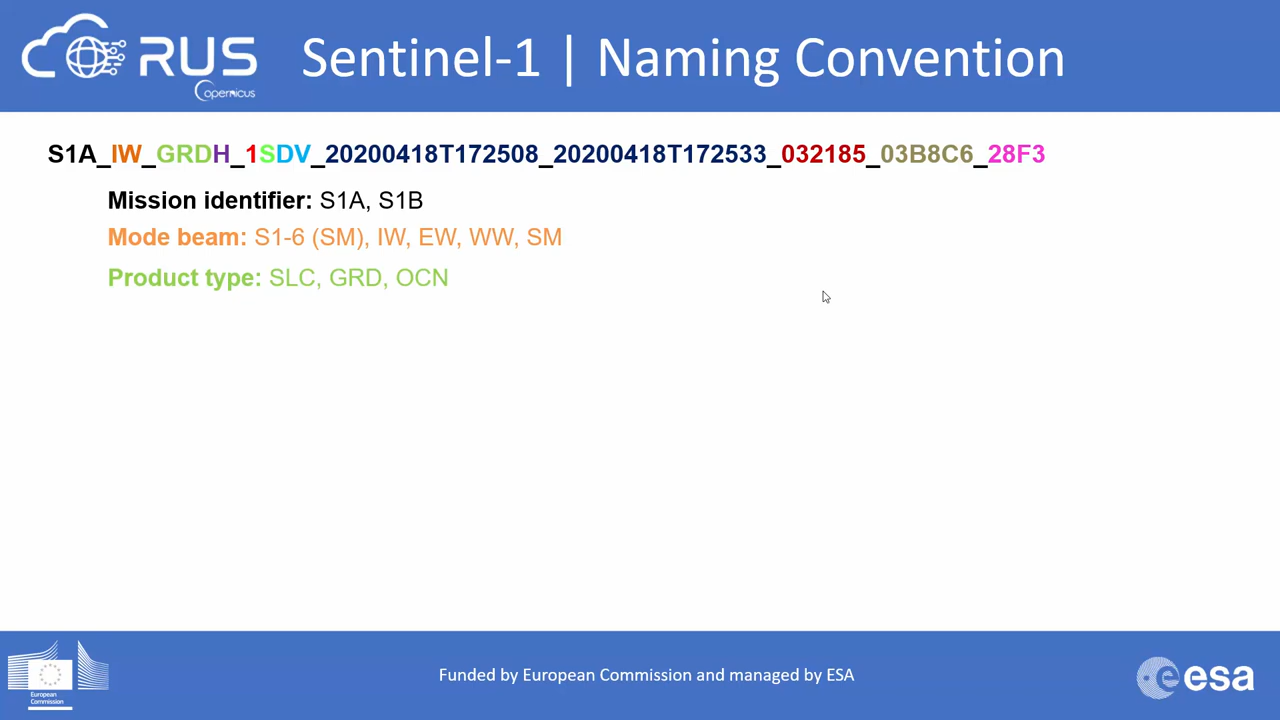 RUS
Copernicus
Sentinel-1 | Naming Convention
S1A_IW_GRDH_1SDV_20200418T172508_20200418T172533_032185_03B8C6_28F3
Mission identifier: S1A, S1B
Mode beam: S1-6 (SM), IW, EW, WW, SM
Product type: SLC, GRD, OCN
European
Commission
Funded by European Commission and managed by ESA
esa